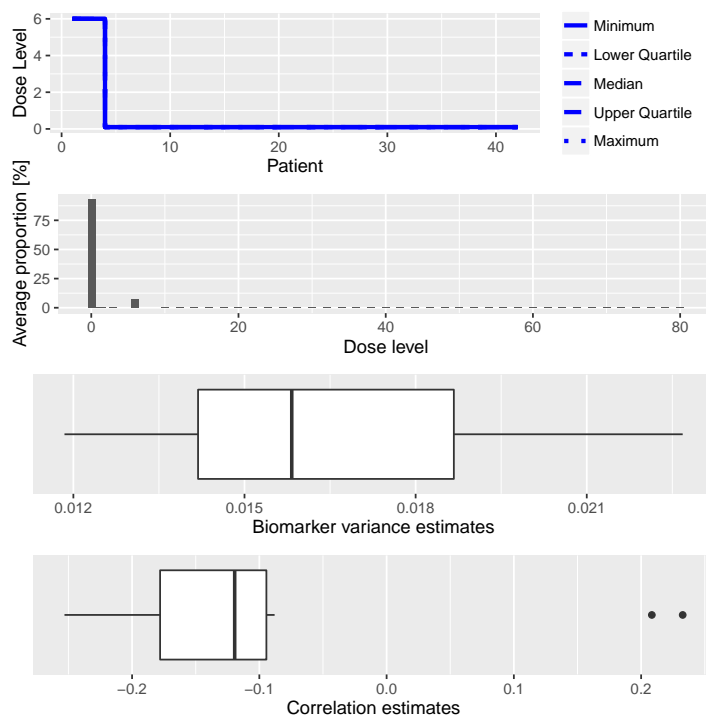 Dose Level
6
4
2
0
0
10
20
30
40
Patient
Minimum
Lower Quartile
Median
Upper Quartile
Maximum
Average proportion [%]
75
50
25
0
0
20
40
60
80
Dose level
0.012
0.015
0.018
0.021
Biomarker variance estimates
−0.2
−0.1
0.0
0.1
0.2
Correlation estimates